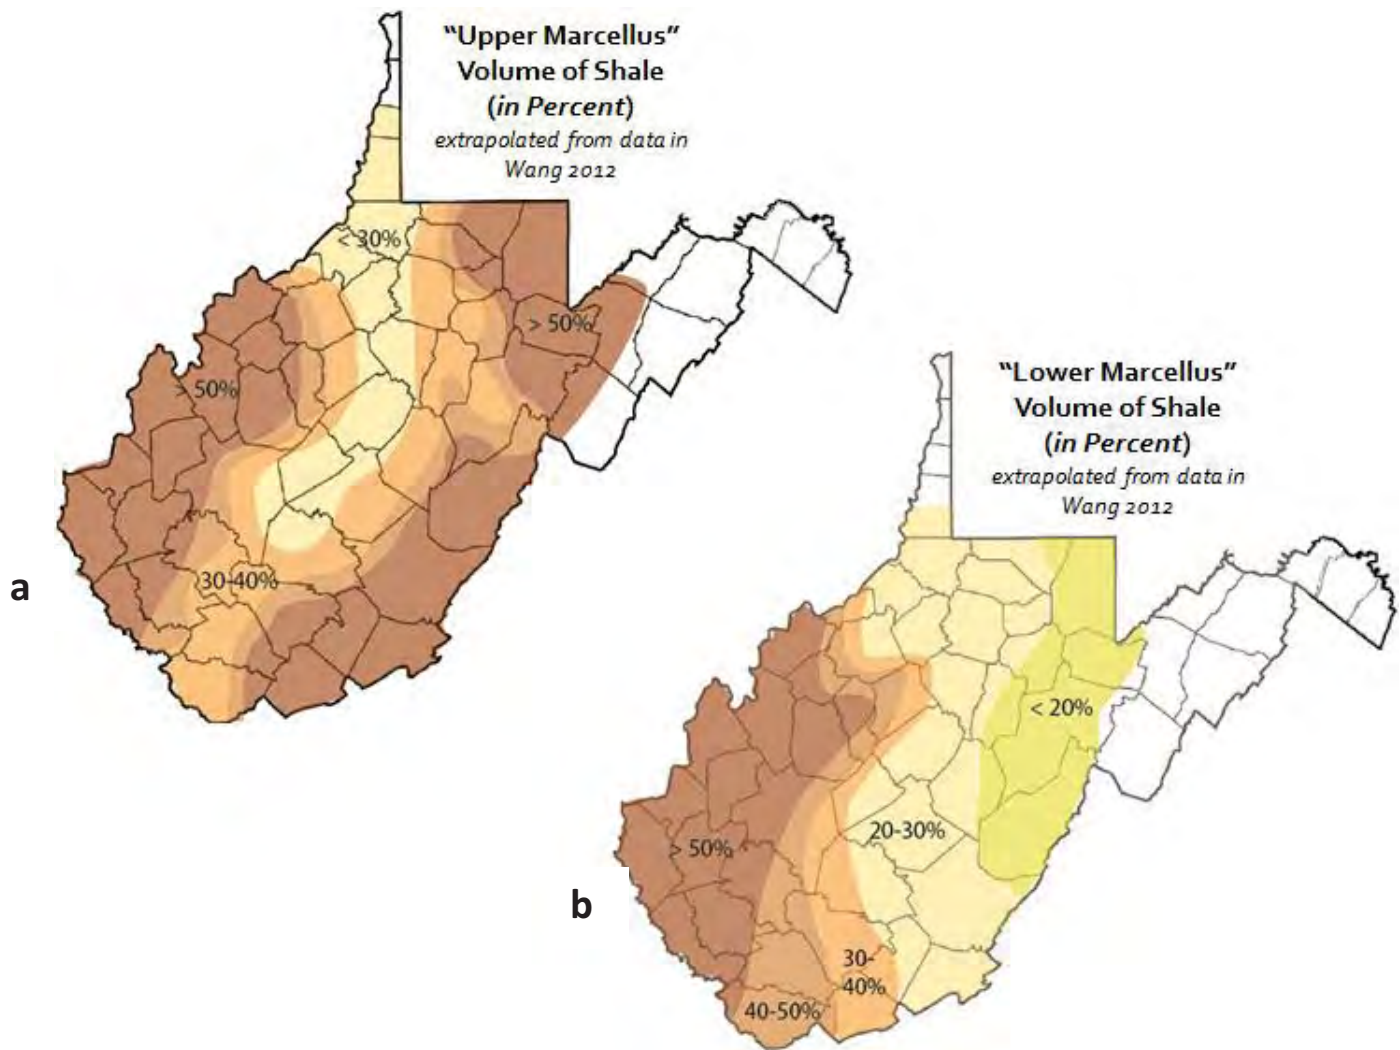 “Upper Marcellus”
Volume of Shale
(in Percent)
extrapolated from data in
Wang 2012
< 30%
> 50%
> 50%
30-40%
a
“Lower Marcellus”
Volume of Shale
(in Percent)
extrapolated from data in
Wang 2012
< 20%
20-30%
> 50%
30-
40%
40-50%
b